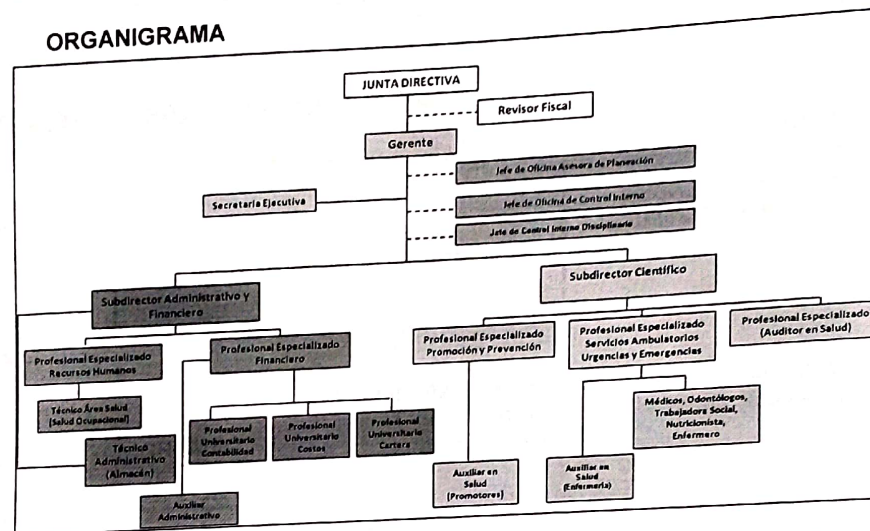 ORGANIGRAMA
JUNTA DIRECTIVA
Revisor Fiscal
Gerente
Jefe de Oficina Asesora de Planeación
Secretaria Ejecutiva
Jefe de Oficina de Control Interno
Jefe de Control Interno Disciplinario
Subdirector Administrativo y
Financiero
Subdirector Científico
Profesional Especializado
Recursos Humanos
Profesional Especializado
Financiero
Profesional Especializado
Promoción y Prevención
Profesional Especializado
Servicios Ambulatorios
Urgencias y Emergencias
Profesional Especializado
(Auditor en Salud)
Técnico Área Salud
(Salud Ocupacional)
Técnico
Administrativo
(Almacén)
Profesional
Universitario
Contabilidad
Profesional
Universitario
Costos
Profesional
Universitario
Cartera
Médicos, Odontólogos,
Trabajadora Social,
Nutricionista,
Enfermero
Auxiliar
Administrativo
Auxiliar en
Salud
(Promotores)
Auxiliar en
Salud
(Enfermería)